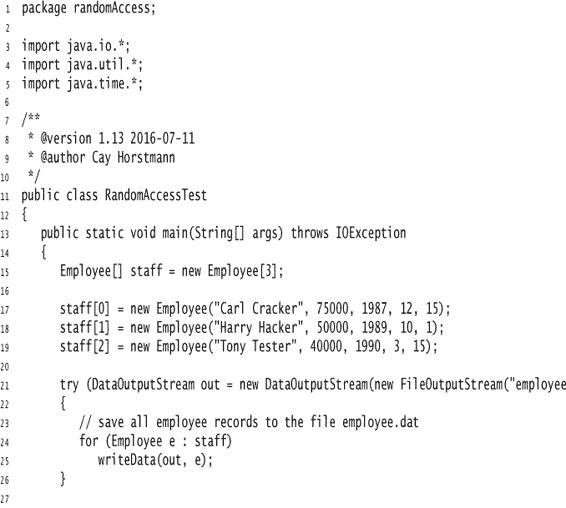 1 package randomAccess;
2
3 import java.io.*;
4 import java.util.*;
5 import java.time.*;
6
7 /**
8  * @version 1.13 2016-07-11
9  * @author Cay Horstmann
10  */
11 public class RandomAccessTest
12 {
13    public static void main(String[] args) throws IOException
14    {
15       Employee[] staff = new Employee[3];
16
17       staff[0] = new Employee("Carl Cracker", 75000, 1987, 12, 15);
18       staff[1] = new Employee("Harry Hacker", 50000, 1989, 10, 1);
19       staff[2] = new Employee("Tony Tester", 40000, 1990, 3, 15);
20
21       try (DataOutputStream out = new DataOutputStream(new FileOutputStream("employee
22       {
23          // save all employee records to the file employee.dat
24          for (Employee e : staff)
25             writeData(out, e);
26       }
27